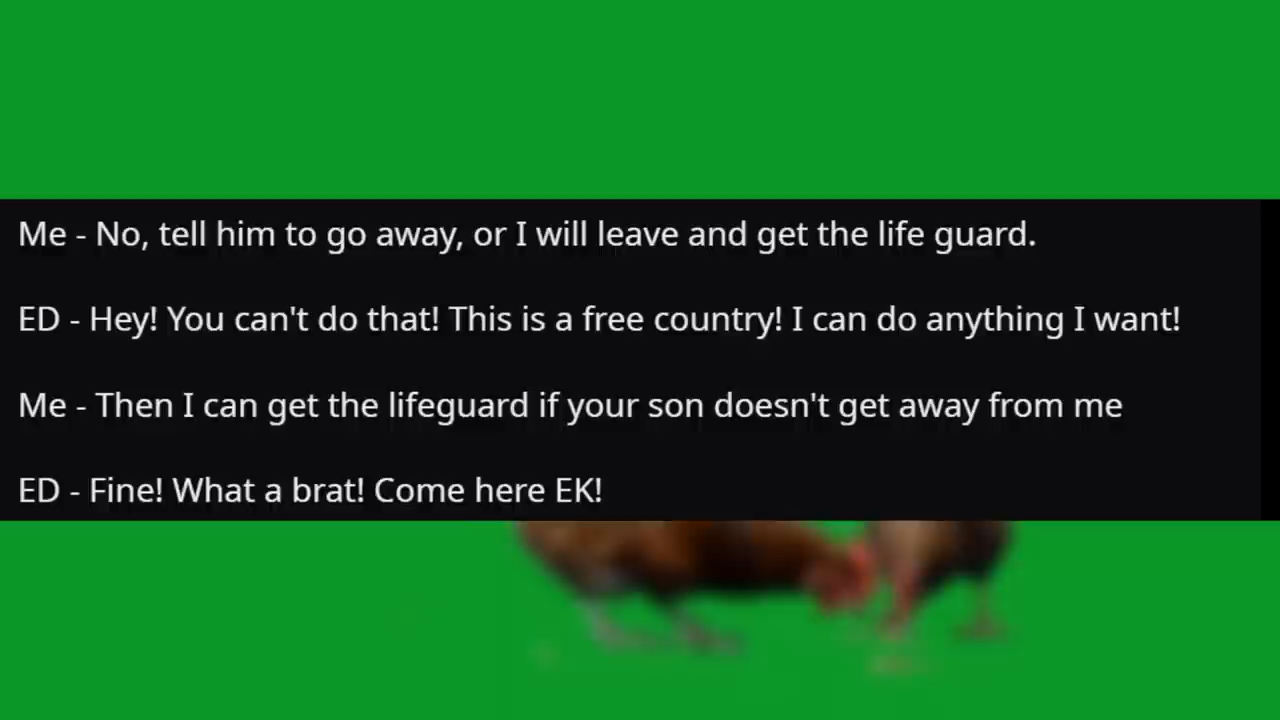 Me - No, tell him to go away, or I will leave and get the life guard.
ED - Hey! You can't do that! This is a free country! I can do anything I want!
Me - Then I can get the lifeguard if your son doesn't get away from me
ED - Fine! What a brat! Come here EK!